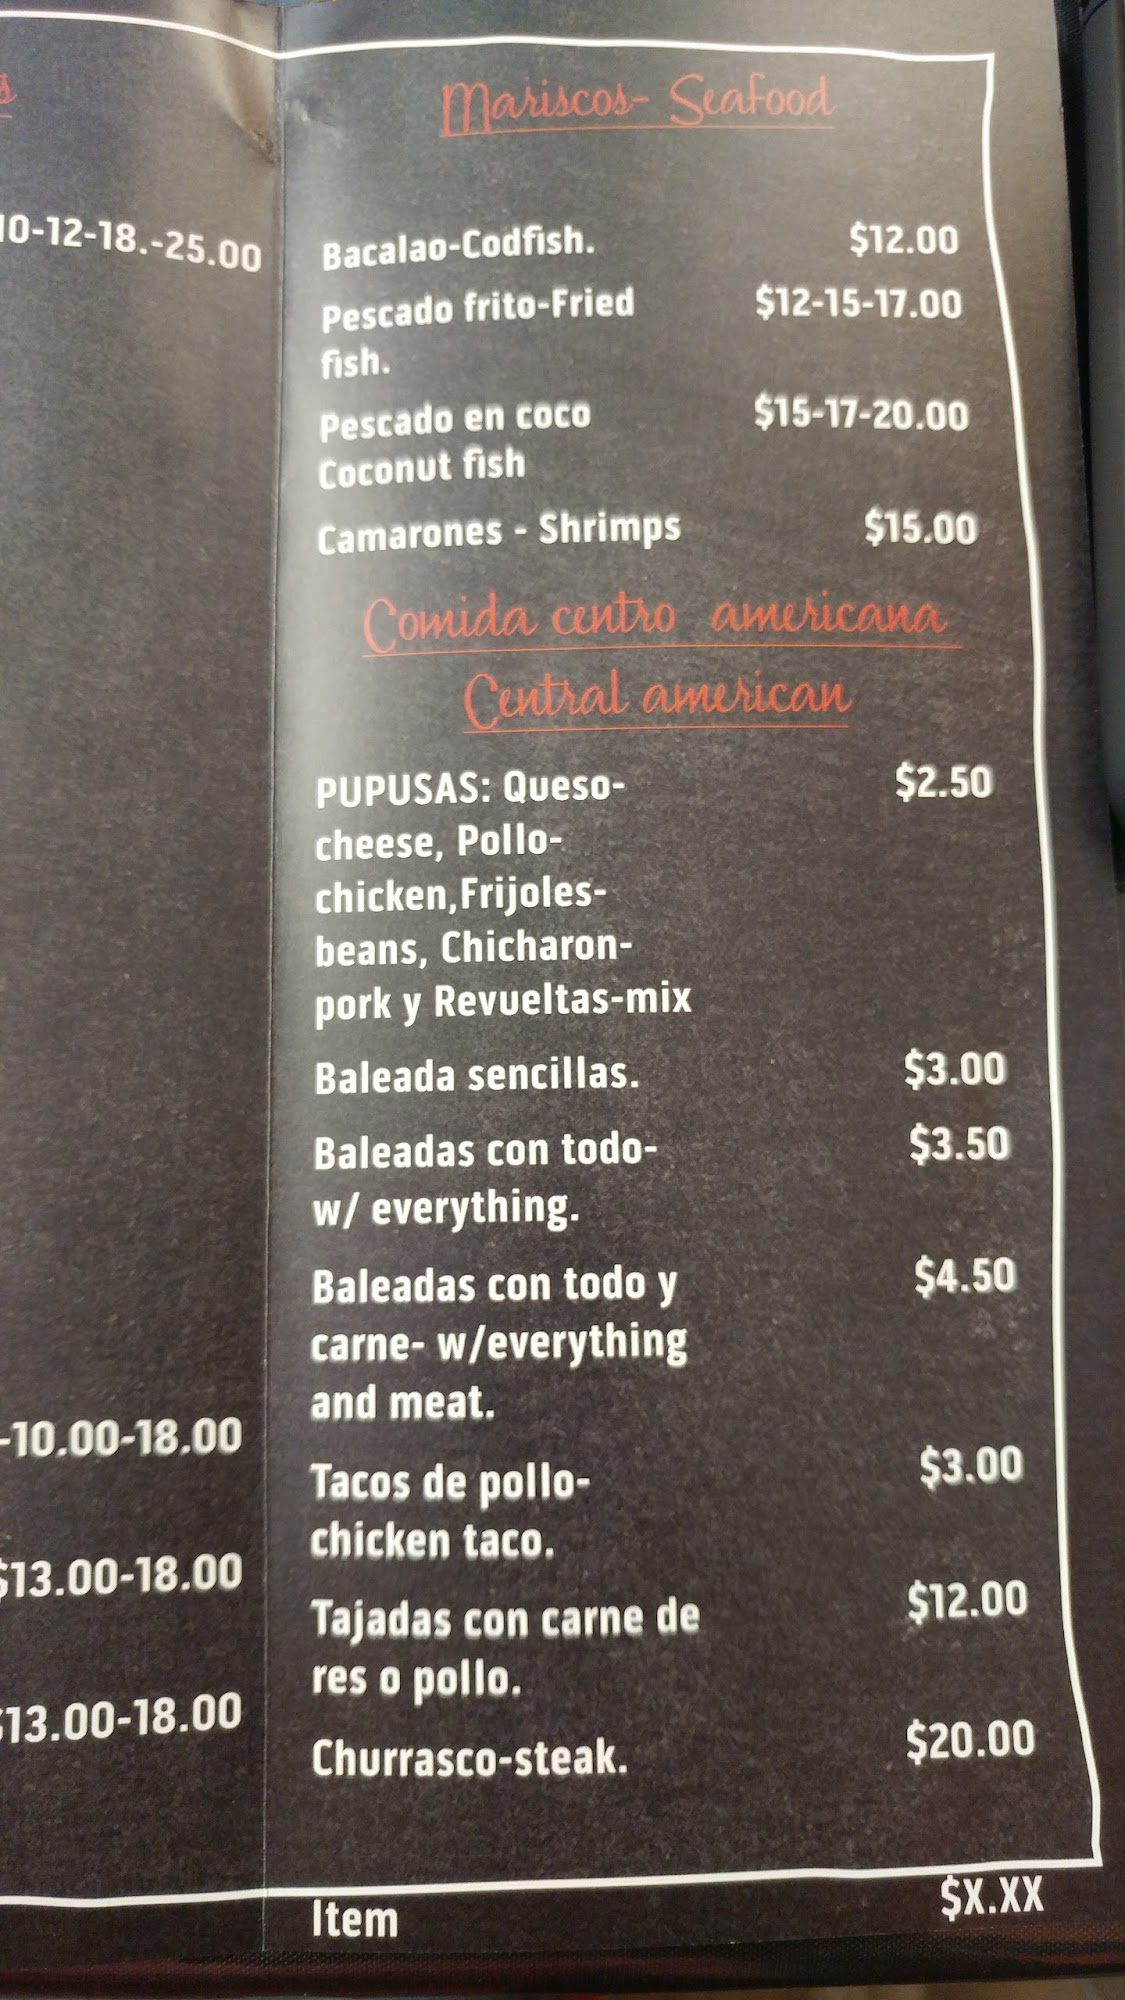 s
10-12-18.-25.00
-10.00-18.00
$13.00-18.00
$13.00-18.00
Mariscos- Seafood
Bacalao-Codfish. $12.00
Pescado frito-Fried $12-15-17.00
fish.
Pescado en coco $15-17-20.00
Coconut fish
Camarones - Shrimps $15.00
Comida centro americana
Central american
PUPUSAS: Queso- $2.50
cheese, Pollo-
chicken,Frijoles-
beans, Chicharon-
pork y Revueltas-mix
Baleada sencillas. $3.00
Baleadas con todo- $3.50
w/ everything.
Baleadas con todo y $4.50
carne- w/everything
and meat.
Tacos de pollo- $3.00
chicken taco.
Tajadas con carne de $12.00
res o pollo.
Churrasco-steak. $20.00
Item $X.XX